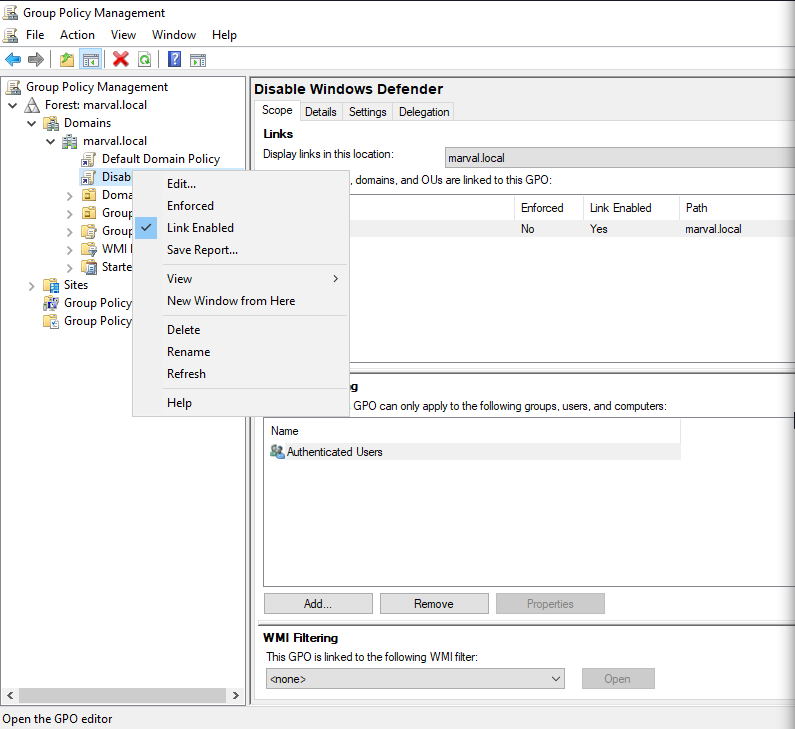 Group Policy Management
File Action View Window Help
Group Policy Management
Forest: marval.local
Domains
marval.local
Default Domain Policy
Disab
Doma
Group
Group
WMI
Starte
Sites
Group Policy
Group Policy
Edit...
Enforced
Link Enabled
Save Report...
View
New Window from Here
Delete
Rename
Refresh
Help
Disable Windows Defender
Scope Details Settings Delegation
Links
Display links in this location: marval.local
, domains, and OUs are linked to this GPO:
Enforced Link Enabled Path
No Yes marval.local
GPO can only apply to the following groups, users, and computers:
Name
Authenticated Users
Add... Remove Properties
WMI Filtering
This GPO is linked to the following WMI filter:
<none> Open
Open the GPO editor